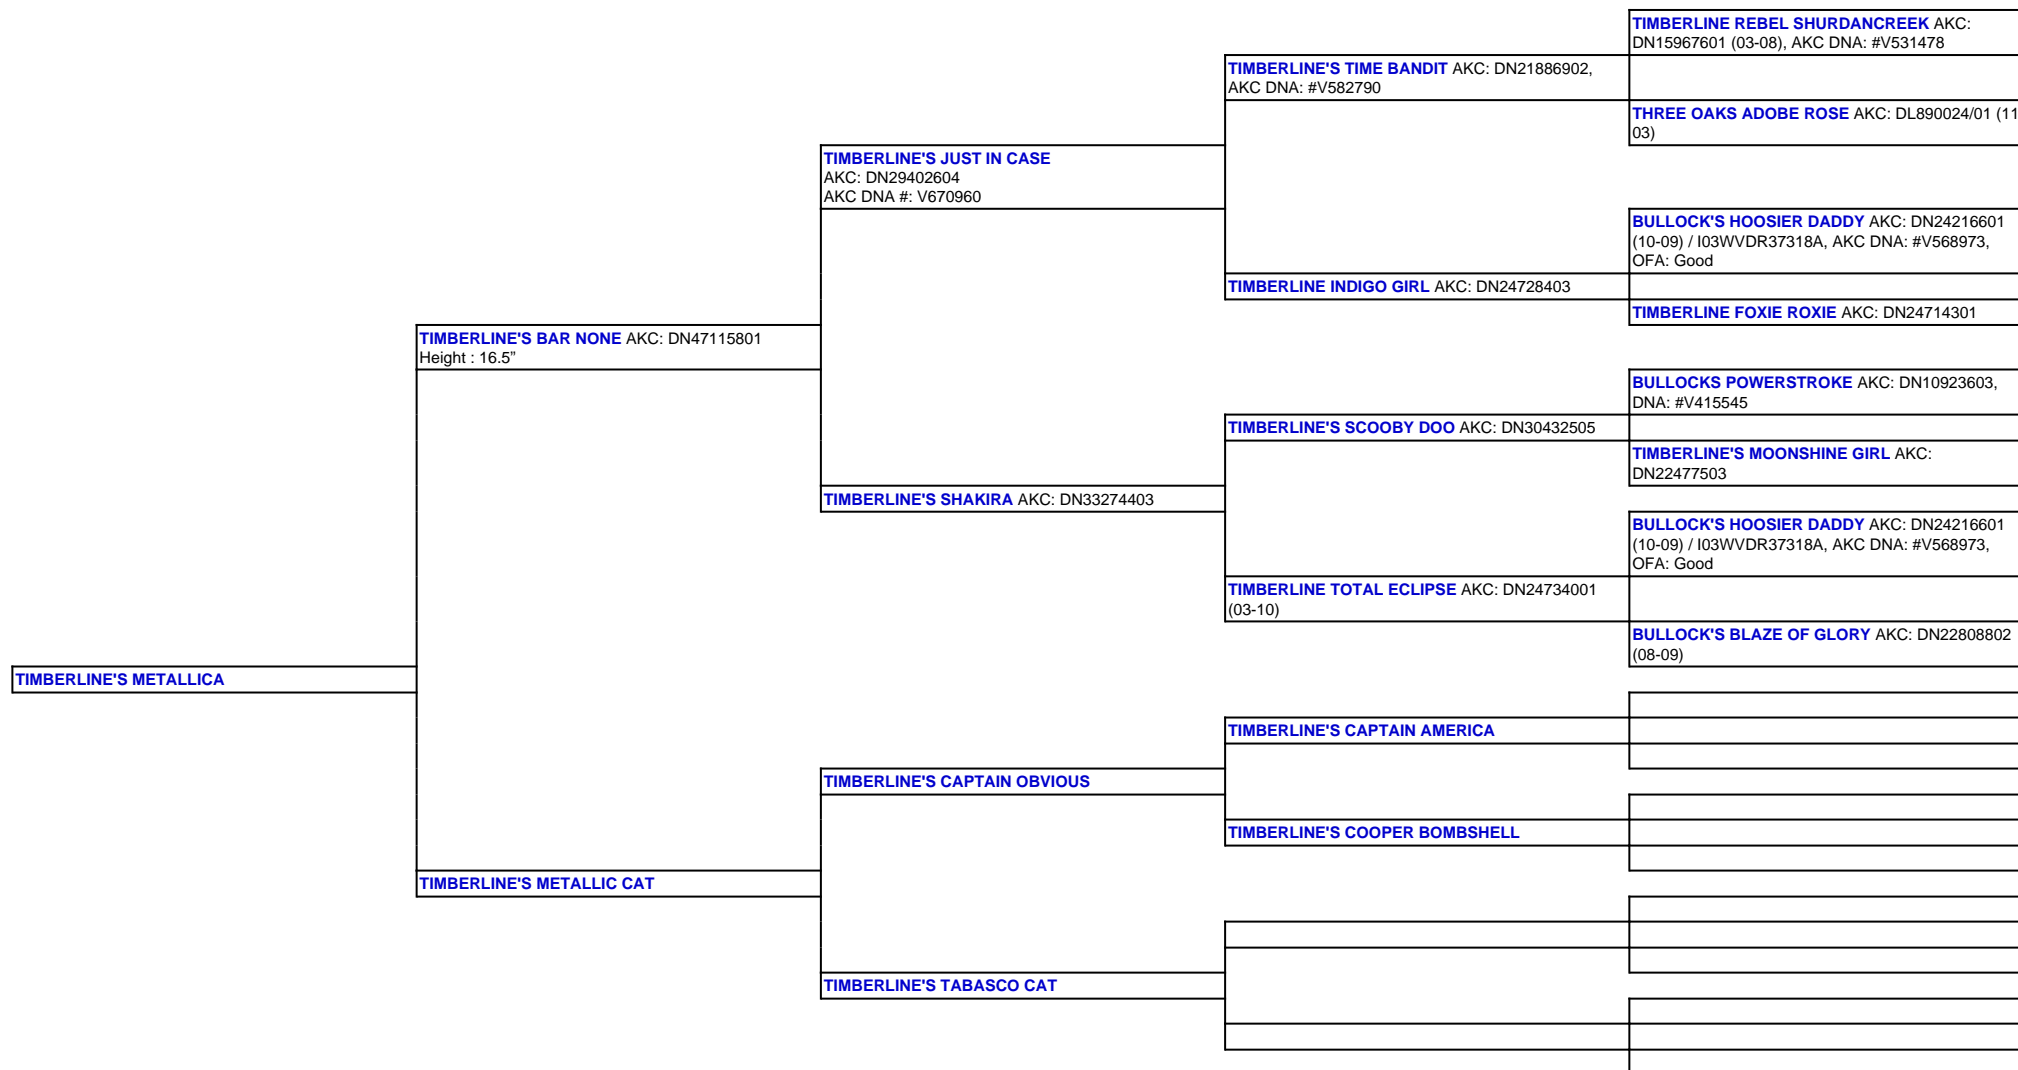 TIMBERLINE REBEL SHURDANCREEK AKC:
DN15967601 (03-08), AKC DNA: #V531478
TIMBERLINE'S TIME BANDIT AKC: DN21886902,
AKC DNA: #V582790
THREE OAKS ADOBE ROSE AKC: DL890024/01 (11
03)
TIMBERLINE'S JUST IN CASE
AKC: DN29402604
AKC DNA #: V670960
BULLOCK'S HOOSIER DADDY AKC: DN24216601
(10-09) / I03WVDR37318A, AKC DNA: #V568973,
OFA: Good
TIMBERLINE INDIGO GIRL AKC: DN24728403
TIMBERLINE FOXIE ROXIE AKC: DN24714301
TIMBERLINE'S BAR NONE AKC: DN47115801
Height : 16.5”
BULLOCKS POWERSTROKE AKC: DN10923603,
DNA: #V415545
TIMBERLINE'S SCOOBY DOO AKC: DN30432505
TIMBERLINE'S MOONSHINE GIRL AKC:
DN22477503
TIMBERLINE'S SHAKIRA AKC: DN33274403
BULLOCK'S HOOSIER DADDY AKC: DN24216601
(10-09) / I03WVDR37318A, AKC DNA: #V568973,
OFA: Good
TIMBERLINE TOTAL ECLIPSE AKC: DN24734001
(03-10)
BULLOCK'S BLAZE OF GLORY AKC: DN22808802
(08-09)
TIMBERLINE'S METALLICA
TIMBERLINE'S CAPTAIN AMERICA
TIMBERLINE'S CAPTAIN OBVIOUS
TIMBERLINE'S COOPER BOMBSHELL
TIMBERLINE'S METALLIC CAT
TIMBERLINE'S TABASCO CAT